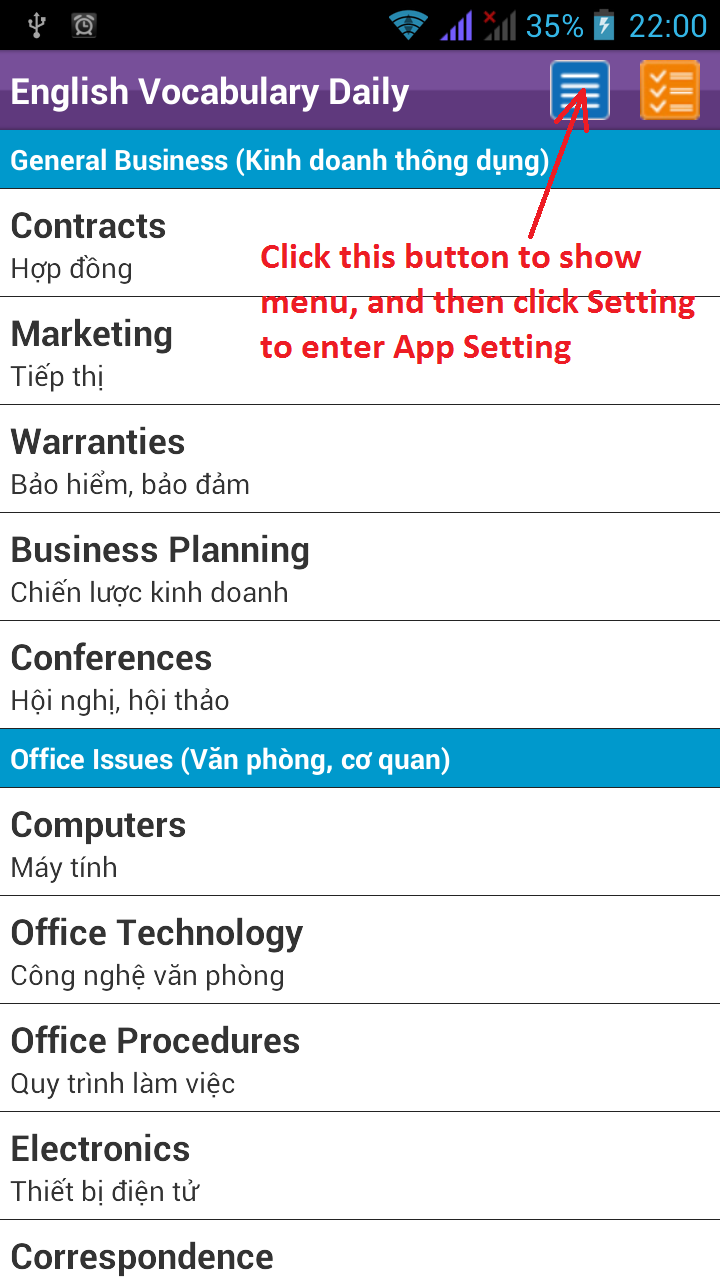 35% 22:00
English Vocabulary Daily
General Business (Kinh doanh thông dụng)
Contracts
Hợp đồng
Click this button to show
menu, and then click Setting
to enter App Setting
Marketing
Tiếp thị
Warranties
Bảo hiểm, bảo đảm
Business Planning
Chiến lược kinh doanh
Conferences
Hội nghị, hội thảo
Office Issues (Văn phòng, cơ quan)
Computers
Máy tính
Office Technology
Công nghệ văn phòng
Office Procedures
Quy trình làm việc
Electronics
Thiết bị điện tử
Correspondence